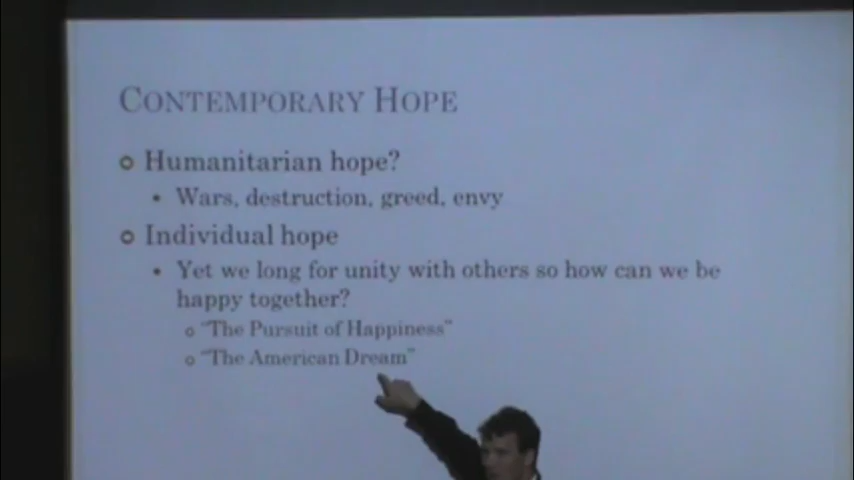 CONTEMPORARY HOPE
Humanitarian hope?
Wars, destruction, greed, envy
Individual hope
Yet we long for unity with others so how can we be
happy together?
"The Pursuit of Happiness"
"The American Dream"